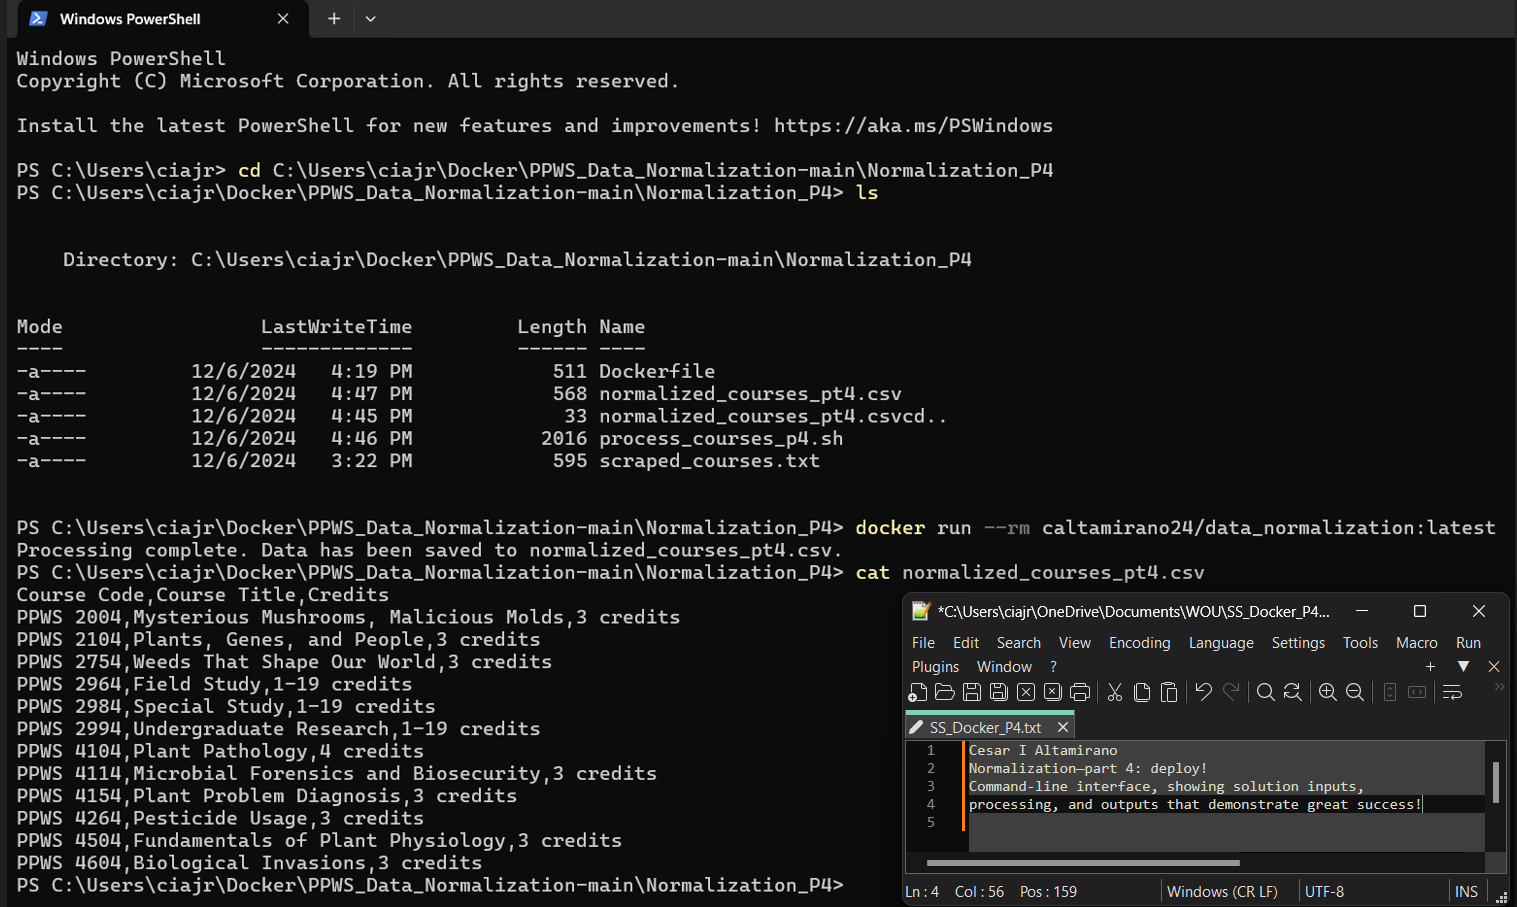 Windows PowerShell
Windows PowerShell
Copyright (C) Microsoft Corporation. All rights reserved.
Install the latest PowerShell for new features and improvements! https://aka.ms/PSWindows
PS C:\Users\ciajr> cd C:\Users\ciajr\Docker\PPWS_Data_Normalization-main\Normalization_P4
PS C:\Users\ciajr\Docker\PPWS_Data_Normalization-main\Normalization_P4> ls
Directory: C:\Users\ciajr\Docker\PPWS_Data_Normalization-main\Normalization_P4
Mode LastWriteTime Length Name
---- ------------- ------ ----
-a---- 12/6/2024 4:19 PM 511 Dockerfile
-a---- 12/6/2024 4:47 PM 568 normalized_courses_pt4.csv
-a---- 12/6/2024 4:45 PM 33 normalized_courses_pt4.csvcd..
-a---- 12/6/2024 4:46 PM 2016 process_courses_p4.sh
-a---- 12/6/2024 3:22 PM 595 scraped_courses.txt
PS C:\Users\ciajr\Docker\PPWS_Data_Normalization-main\Normalization_P4> docker run --rm caltamirano24/data_normalization:latest
Processing complete. Data has been saved to normalized_courses_pt4.csv.
PS C:\Users\ciajr\Docker\PPWS_Data_Normalization-main\Normalization_P4> cat normalized_courses_pt4.csv
Course Code,Course Title,Credits
PPWS 2004,Mysterious Mushrooms, Malicious Molds,3 credits
PPWS 2104,Plants, Genes, and People,3 credits
PPWS 2754,Weeds That Shape Our World,3 credits
PPWS 2964,Field Study,1-19 credits
PPWS 2984,Special Study,1-19 credits
PPWS 2994,Undergraduate Research,1-19 credits
PPWS 4104,Plant Pathology,4 credits
PPWS 4114,Microbial Forensics and Biosecurity,3 credits
PPWS 4154,Plant Problem Diagnosis,3 credits
PPWS 4264,Pesticide Usage,3 credits
PPWS 4504,Fundamentals of Plant Physiology,3 credits
PPWS 4604,Biological Invasions,3 credits
PS C:\Users\ciajr\Docker\PPWS_Data_Normalization-main\Normalization_P4>
*C:\Users\ciajr\OneDrive\Documents\WOU\SS_Docker_P4...
File Edit Search View Encoding Language Settings Tools Macro Run
Plugins Window ?
SS_Docker_P4.txt
1 Cesar I Altamirano
2 Normalization—part 4: deploy!
3 Command-line interface, showing solution inputs,
4 processing, and outputs that demonstrate great success!
5
Ln : 4 Col : 56 Pos : 159 Windows (CR LF) UTF-8 INS